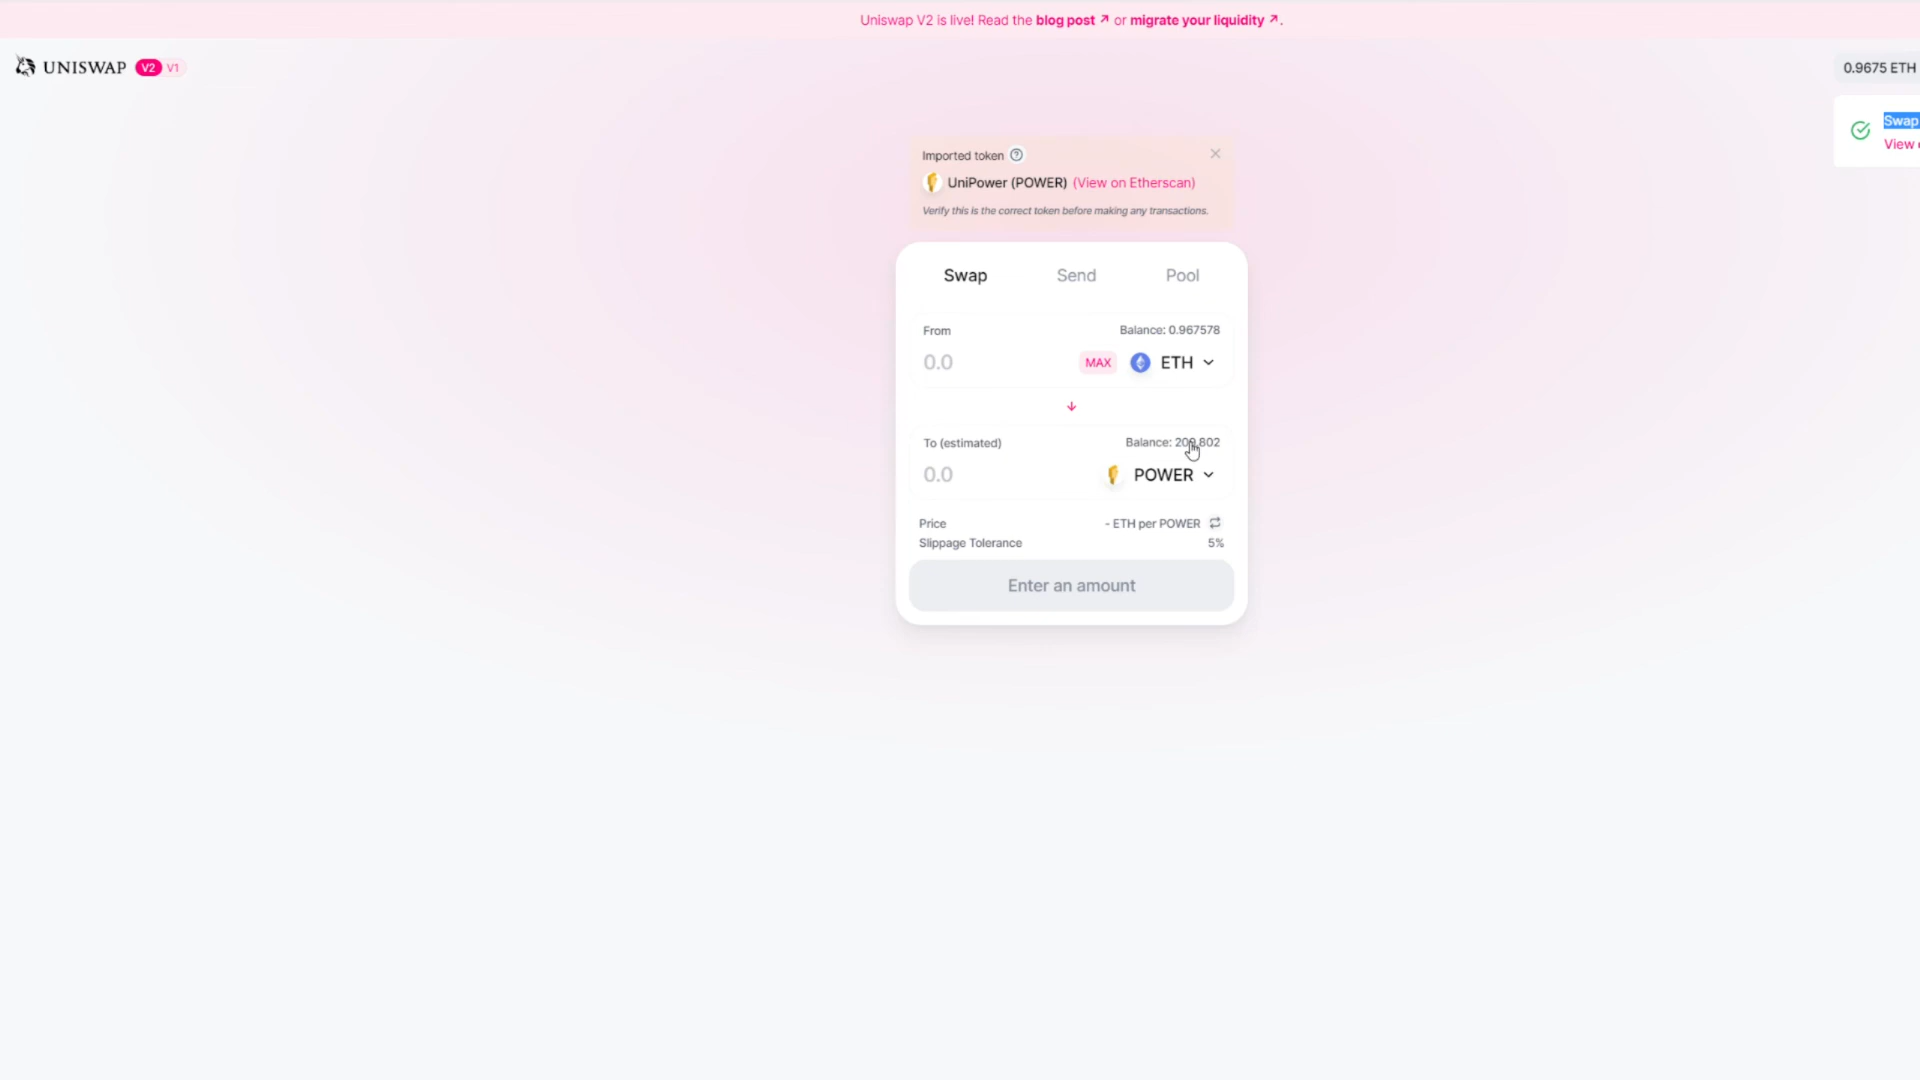 Uniswap V2 is live! Read the blog post ↗ or migrate your liquidity ↗.
UNISWAP V2 V1
0.9675 ETH
Swap
View
Imported token
UniPower (POWER) (View on Etherscan)
Verify this is the correct token before making any transactions.
Swap Send Pool
From Balance: 0.967578
0.0 MAX ETH
To (estimated) Balance:
0.0 POWER
Price - ETH per POWER
Slippage Tolerance 5%
Enter an amount